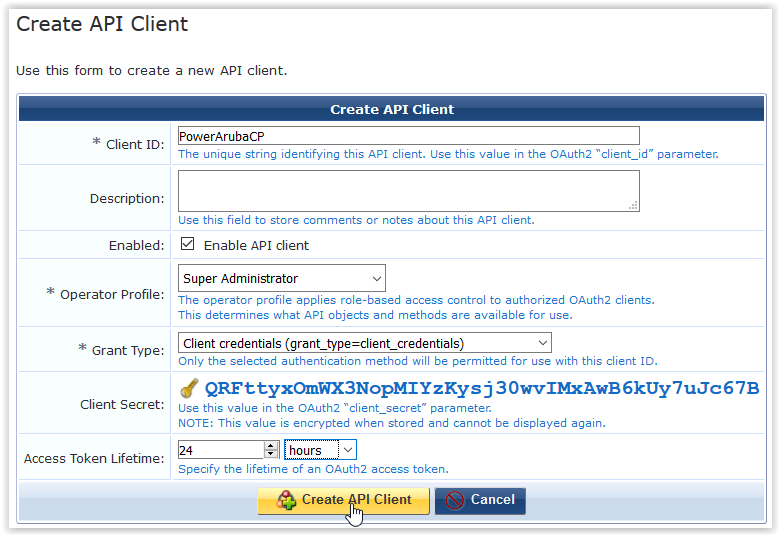 Create API Client
Use this form to create a new API client.
Create API Client
* Client ID:
PowerArubaCP
The unique string identifying this API client. Use this value in the OAuth2 “client_id” parameter.
Description:
Use this field to store comments or notes about this API client.
Enabled:
Enable API client
* Operator Profile:
Super Administrator
The operator profile applies role-based access control to authorized OAuth2 clients.
This determines what API objects and methods are available for use.
* Grant Type:
Client credentials (grant_type=client_credentials)
Only the selected authentication method will be permitted for use with this client ID.
Client Secret:
QRFttyxOmWX3NopMIYzKysj30wvIMxAwB6kUy7uJc67B
Use this value in the OAuth2 “client_secret” parameter.
NOTE: This value is encrypted when stored and cannot be displayed again.
Access Token Lifetime:
24 hours
Specify the lifetime of an OAuth2 access token.
Create API Client Cancel